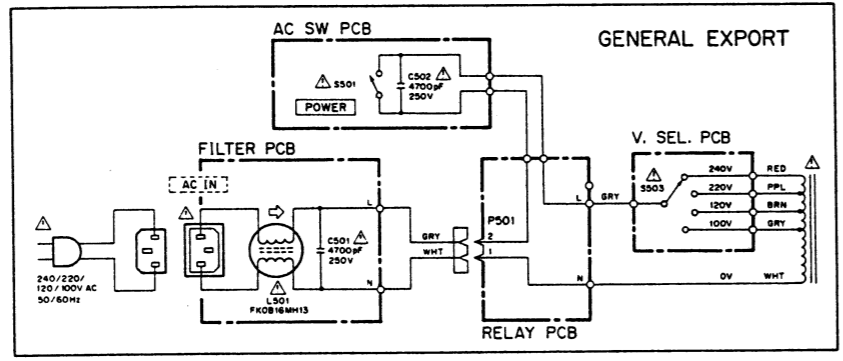 AC SW PCB
GENERAL EXPORT
S501
C502
4700pF
250V
POWER
FILTER PCB
V. SEL. PCB
AC IN
S503
240V
RED
220V
PPL
120V
BRN
100V
GRY
L
L
GRY
P501
GRY
2
WHT
1
C501
4700pF
250V
N
N
0V
WHT
240/220/
120/100V AC
50/60Hz
L501
FKOB16MH13
RELAY PCB